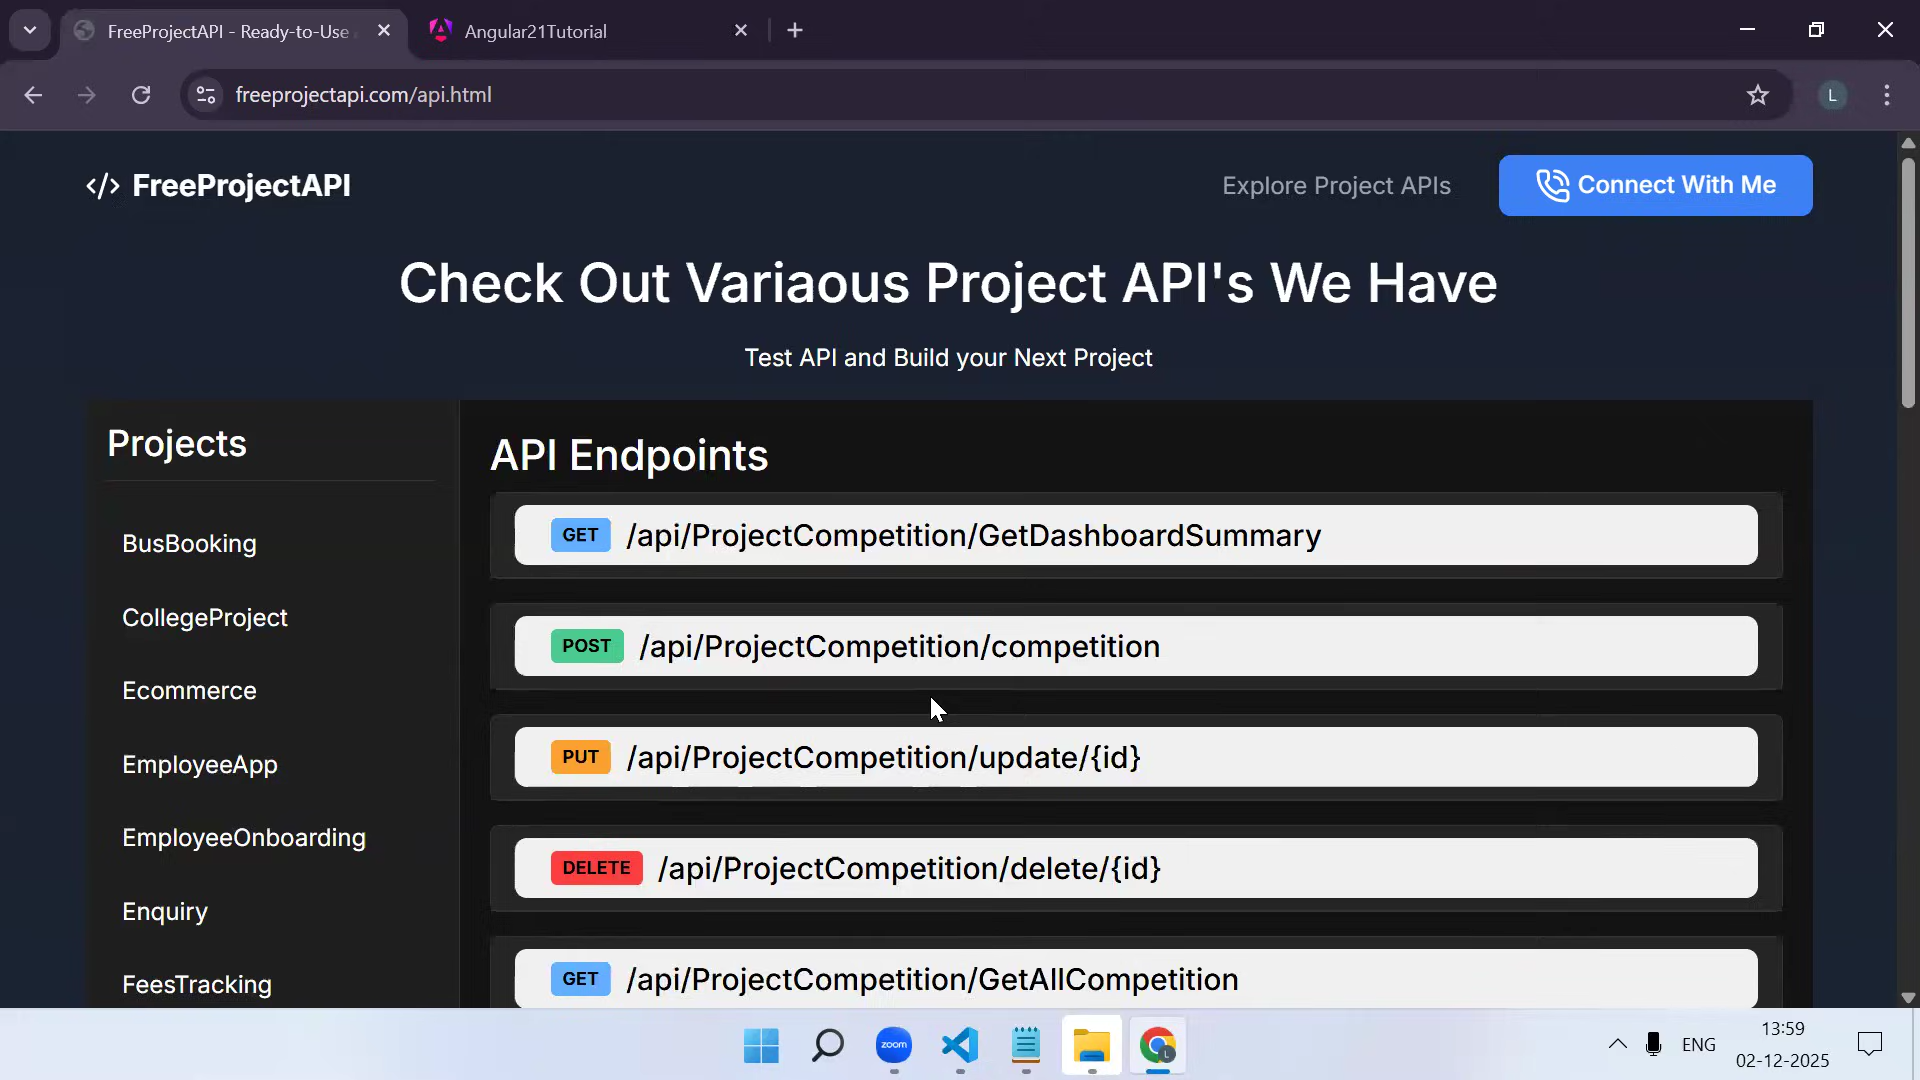 FreeProjectAPI - Ready-to-Use
Angular21Tutorial
freeprojectapi.com/api.html
L
</> FreeProjectAPI
Explore Project APIs
Connect With Me
Check Out Variaous Project API's We Have
Test API and Build your Next Project
Projects
BusBooking
CollegeProject
Ecommerce
EmployeeApp
EmployeeOnboarding
Enquiry
FeesTracking
API Endpoints
GET /api/ProjectCompetition/GetDashboardSummary
POST /api/ProjectCompetition/competition
PUT /api/ProjectCompetition/update/{id}
DELETE /api/ProjectCompetition/delete/{id}
GET /api/ProjectCompetition/GetAllCompetition
zoom
L
ENG
13:59
02-12-2025